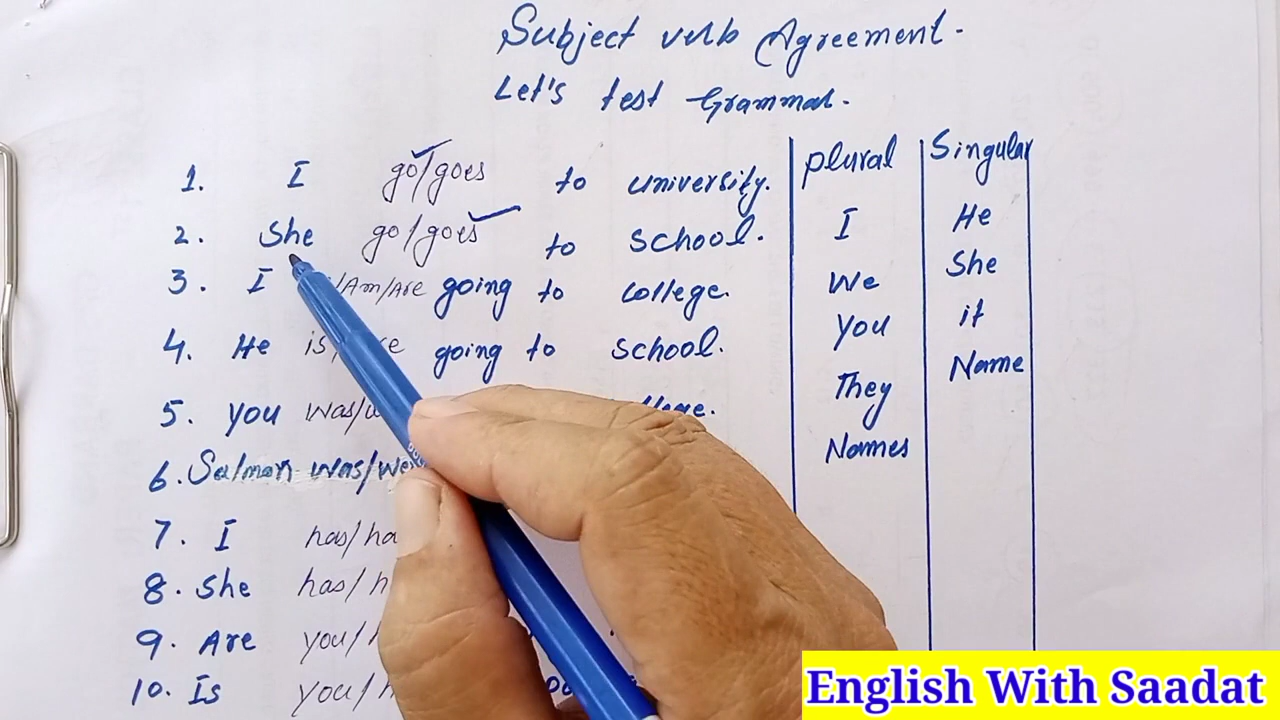 Subject verb Agreement.
Let's test Grammar.
1. I go/goes to university.
2. She go/goes to school.
3. I /Am/Are going to college.
4. He is/ going to school.
5. You was/
6. Salman was/we
7. I has/ha
8. She has/h
9. Are you/
10. Is you/
Plural
I
We
You
They
Names
Singular
He
She
it
Name
English With Saadat